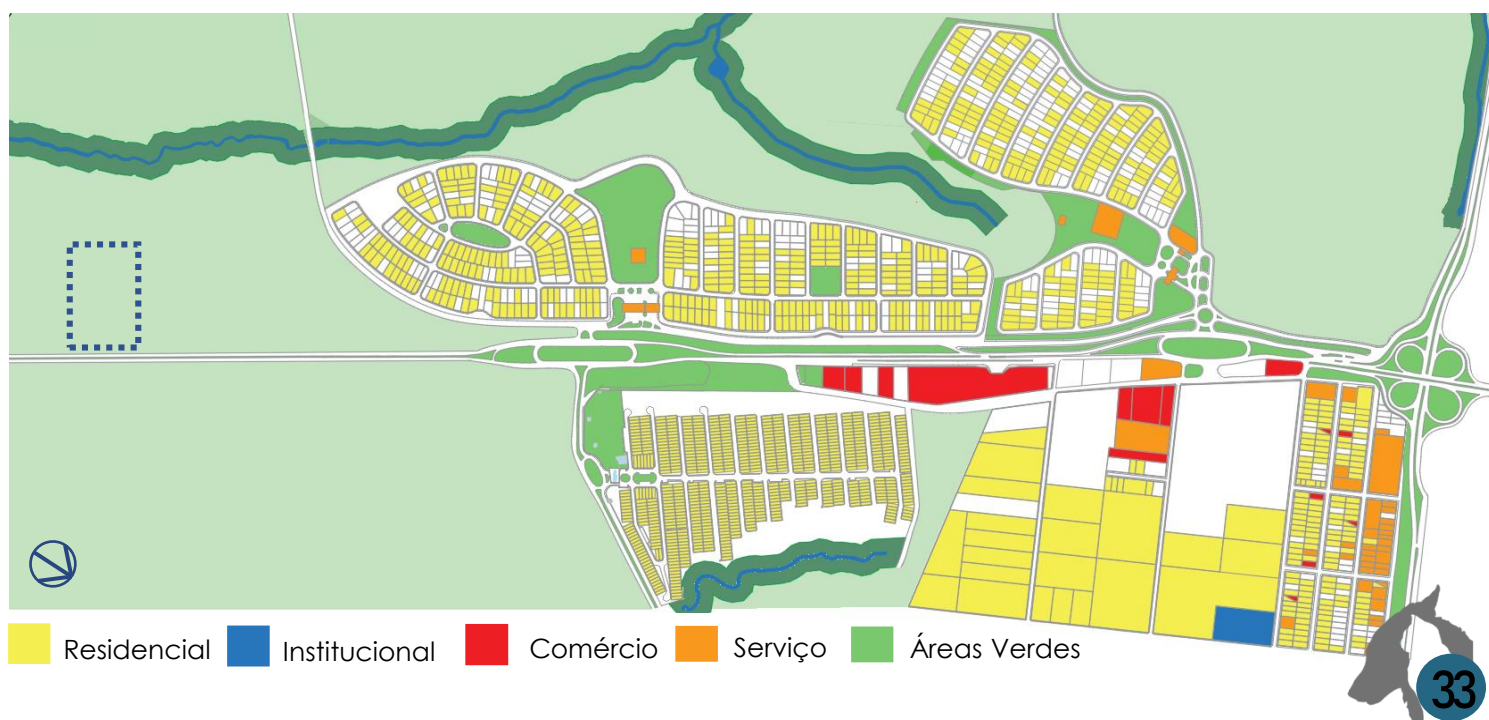 Residencial
Institucional
Comércio
Serviço
Áreas Verdes
33